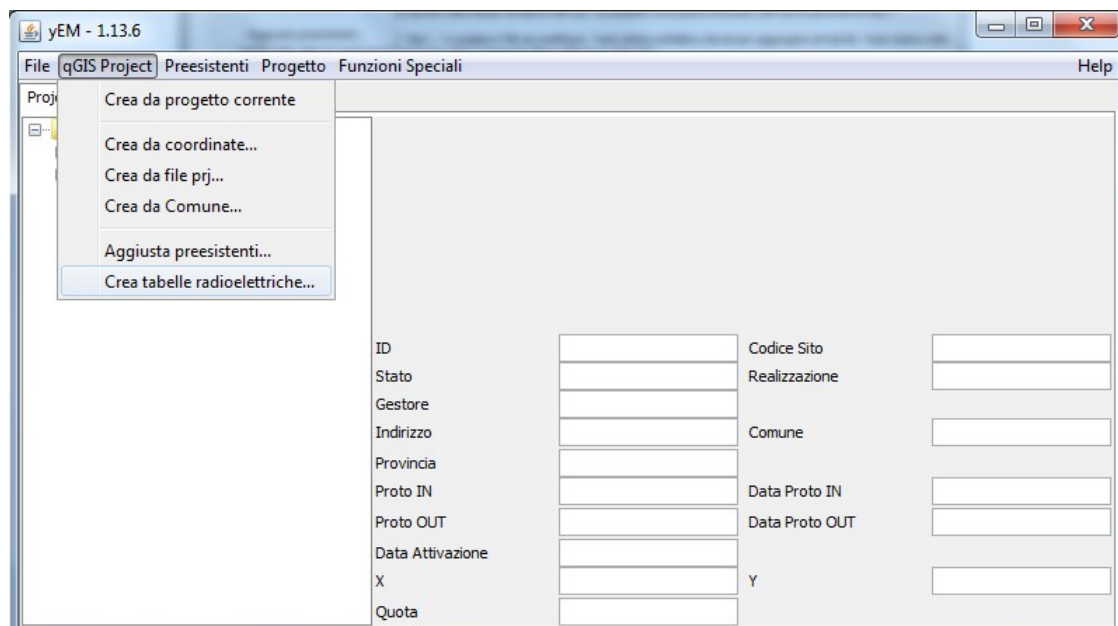 yEM - 1.13.6
File qGIS Project Preesistenti Progetto Funzioni Speciali Help
Crea da progetto corrente
Crea da coordinate...
Crea da file prj...
Crea da Comune...
Aggiusta preesistenti...
Crea tabelle radioelettriche...
ID Codice Sito
Stato Realizzazione
Gestore
Indirizzo Comune
Provincia
Proto IN Data Proto IN
Proto OUT Data Proto OUT
Data Attivazione
X Y
Quota